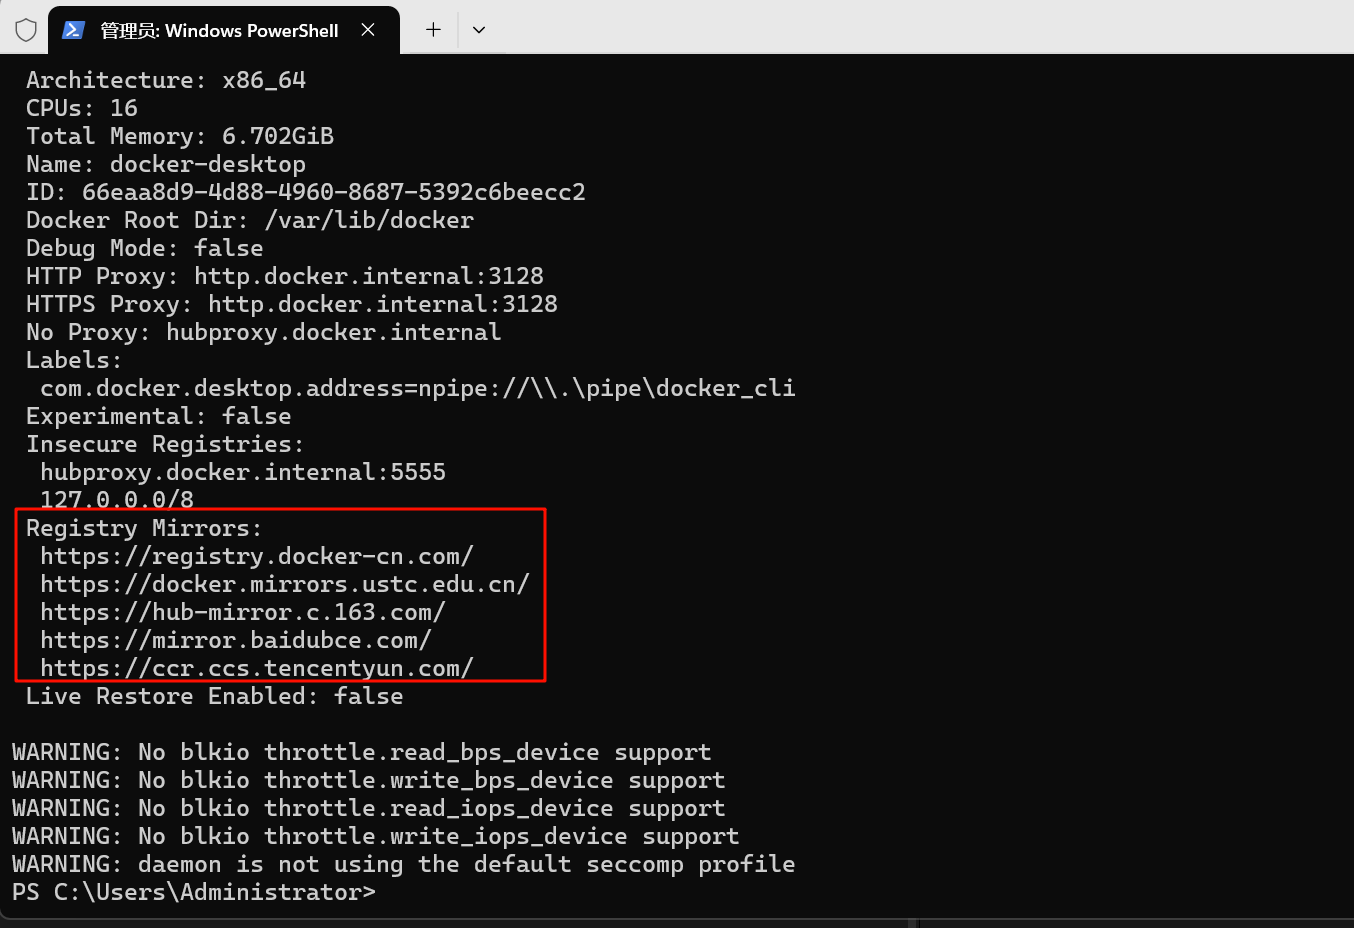 管理员: Windows PowerShell
Architecture: x86_64
CPUs: 16
Total Memory: 6.702GiB
Name: docker-desktop
ID: 66eaa8d9-4d88-4960-8687-5392c6beecc2
Docker Root Dir: /var/lib/docker
Debug Mode: false
HTTP Proxy: http.docker.internal:3128
HTTPS Proxy: http.docker.internal:3128
No Proxy: hubproxy.docker.internal
Labels:
com.docker.desktop.address=npipe://\\.\pipe\docker_cli
Experimental: false
Insecure Registries:
hubproxy.docker.internal:5555
127.0.0.0/8
Registry Mirrors:
https://registry.docker-cn.com/
https://docker.mirrors.ustc.edu.cn/
https://hub-mirror.c.163.com/
https://mirror.baidubce.com/
https://ccr.ccs.tencentyun.com/
Live Restore Enabled: false
WARNING: No blkio throttle.read_bps_device support
WARNING: No blkio throttle.write_bps_device support
WARNING: No blkio throttle.read_iops_device support
WARNING: No blkio throttle.write_iops_device support
WARNING: daemon is not using the default seccomp profile
PS C:\Users\Administrator>